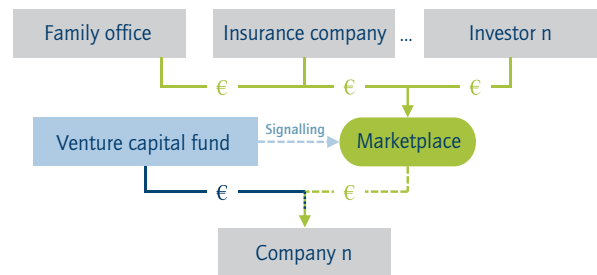 Family office
Insurance company
...
Investor n
€
€
€
Venture capital fund
Signalling
Marketplace
€
€
Company n